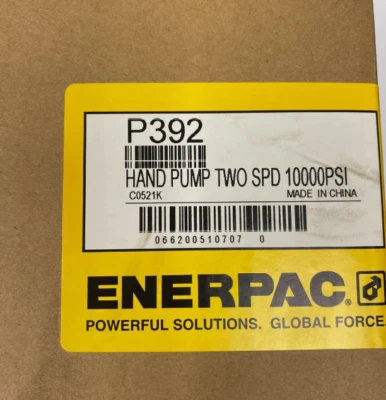 P392
HAND PUMP TWO SPD 10000PSI
C0521K MADE IN CHINA
066200510707 0
ENERPAC.
POWERFUL SOLUTIONS. GLOBAL FORCE.